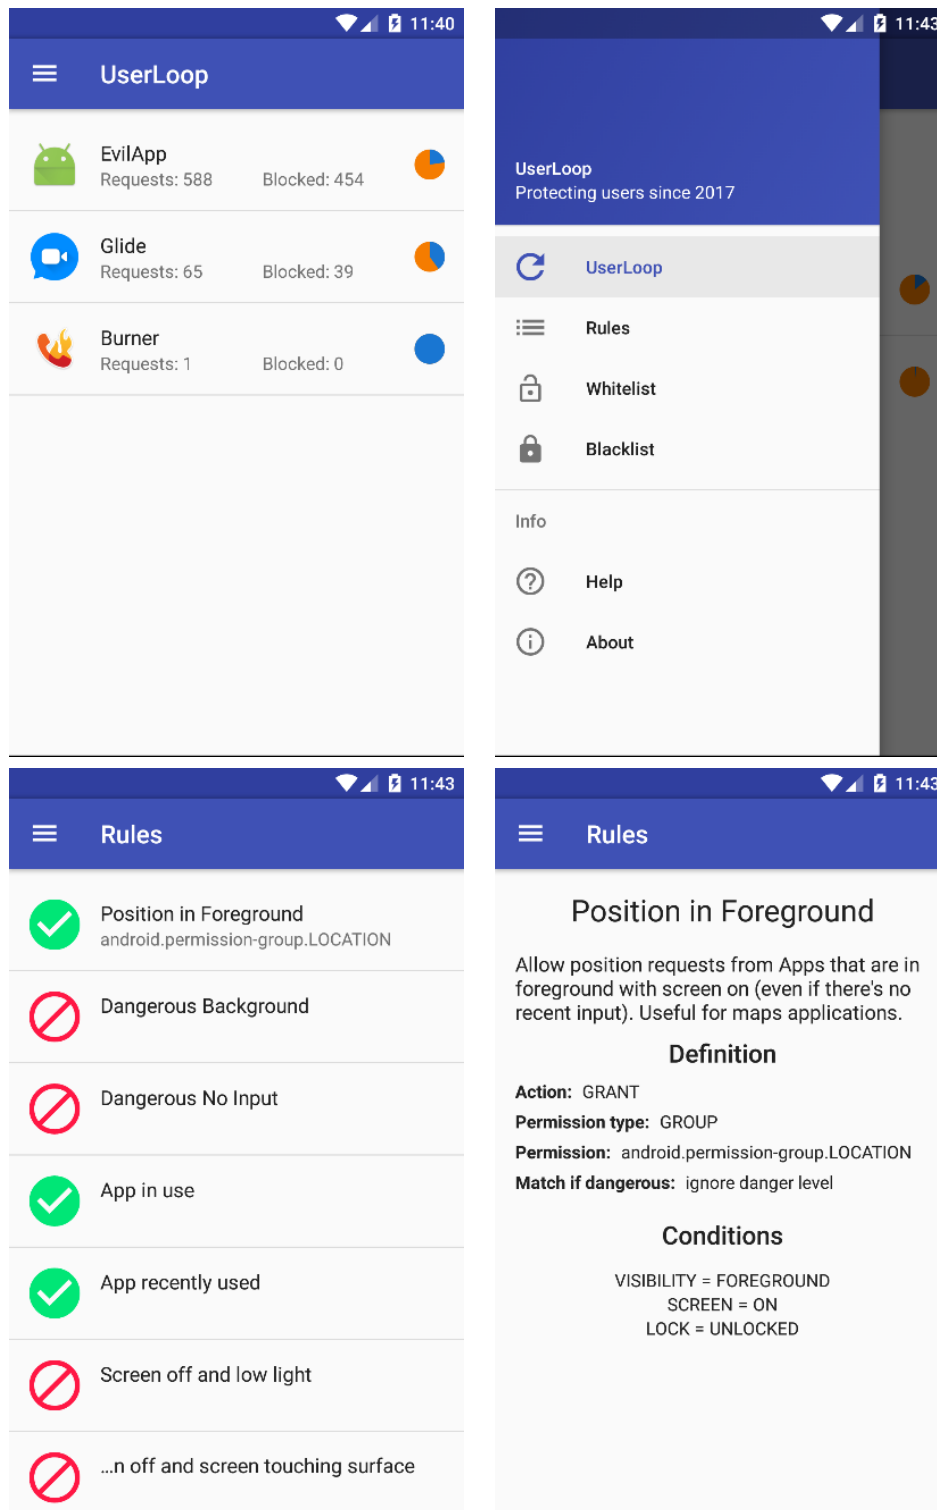 11:40
UserLoop
EvilApp
Requests: 588 Blocked: 454
Glide
Requests: 65 Blocked: 39
Burner
Requests: 1 Blocked: 0
11:43
UserLoop
Protecting users since 2017
UserLoop
Rules
Whitelist
Blacklist
Info
Help
About
11:43
Rules
Position in Foreground
android.permission-group.LOCATION
Dangerous Background
Dangerous No Input
App in use
App recently used
Screen off and low light
...n off and screen touching surface
11:43
Rules
Position in Foreground
Allow position requests from Apps that are in
foreground with screen on (even if there's no
recent input). Useful for maps applications.
Definition
Action: GRANT
Permission type: GROUP
Permission: android.permission-group.LOCATION
Match if dangerous: ignore danger level
Conditions
VISIBILITY = FOREGROUND
SCREEN = ON
LOCK = UNLOCKED